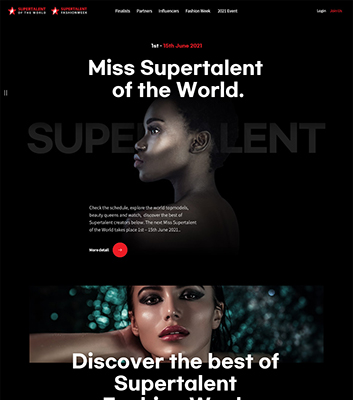 SUPERTALENT
OF THE WORLD
SUPERTALENT
FASHIONWEEK
Finalists Partners Influencers Fashion Week 2021 Event
Login
1st - 15th June 2021
Miss Supertalent
of the World.
SUPERTALENT
Check the schedule, explore the world topmodels,
beauty queens and watch, discover the best of
Supertalent creators below. The next Miss Supertalent
of the World takes place 1st – 15th June 2021..
More detail
Discover the best of
Supertalent